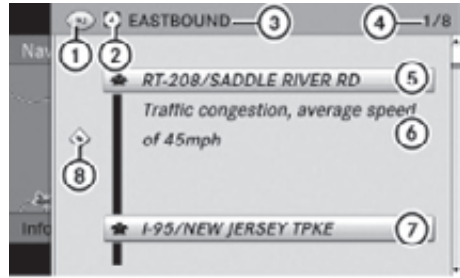 EASTBOUND 3 4 1/8
1 2
Nav
RT-208/SADDLE RIVER RD 5
Traffic congestion, average speed
of 45mph 6
8
Info I-95/NEW JERSEY TPKE 7